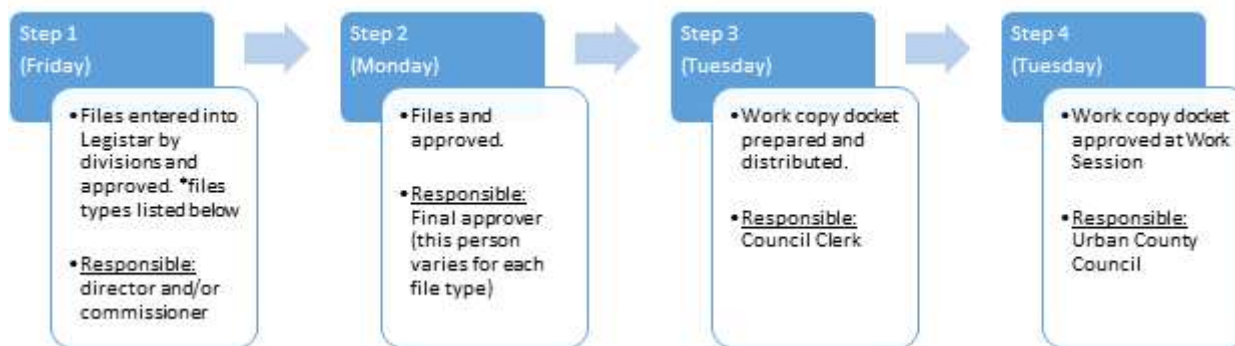 Step 1
(Friday)
•Files entered into
Legistar by
divisions and
approved. *files
types listed below
•Responsible:
director and/or
commissioner
Step 2
(Monday)
•Files and
approved.
•Responsible:
Final approver
(this person
varies for each
file type)
Step 3
(Tuesday)
•Work copy docket
prepared and
distributed.
•Responsible:
Council Clerk
Step 4
(Tuesday)
•Work copy docket
approved at Work
Session
•Responsible:
Urban County
Council